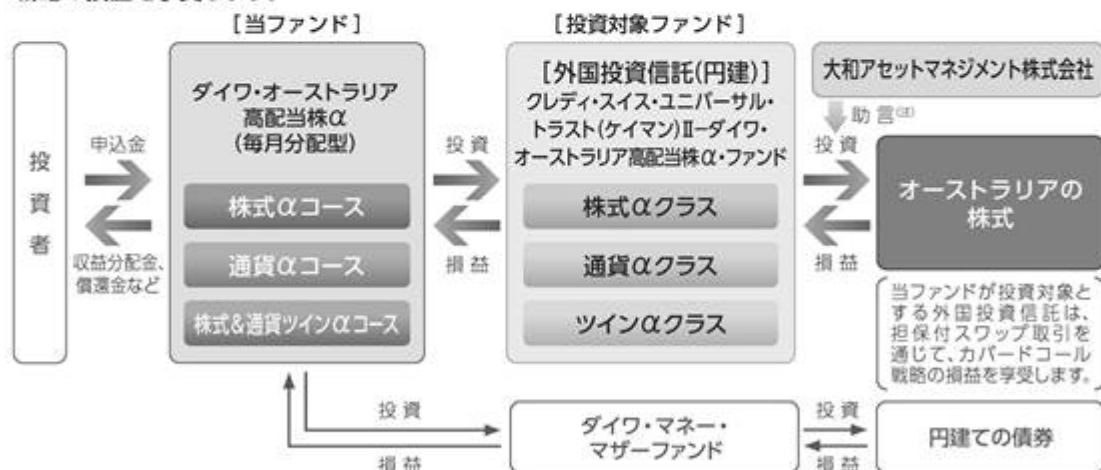 [当ファンド]
[投資対象ファンド]
投資者
申込金
収益分配金、
償還金など
ダイワ・オーストラリア
高配当株α
(毎月分配型)
株式αコース
通貨αコース
株式&通貨ツインαコース
投資
損益
[外国投資信託(円建)]
クレディ・スイス・ユニバーサル・
トラスト(ケイマン)Ⅱ−ダイワ・
オーストラリア高配当株α・ファンド
株式αクラス
通貨αクラス
ツインαクラス
大和アセットマネジメント株式会社
助言(注)
投資
損益
オーストラリアの
株式
当ファンドが投資対象と
する外国投資信託は、
担保付スワップ取引を
通じて、カバードコール
戦略の損益を享受します。
投資
損益
ダイワ・マネー・
マザーファンド
投資
損益
円建ての債券